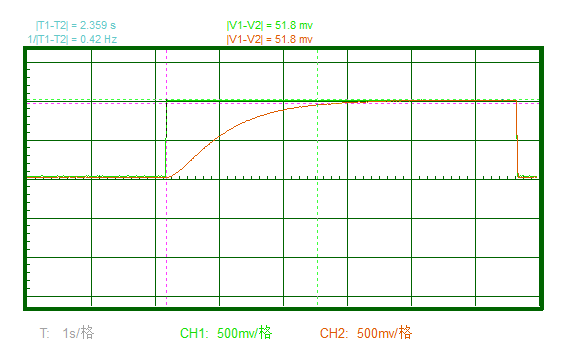 |T1-T2| = 2.359 s |V1-V2| = 51.8 mv
1/|T1-T2| = 0.42 Hz |V1-V2| = 51.8 mv
T: 1s/格 CH1: 500mv/格 CH2: 500mv/格